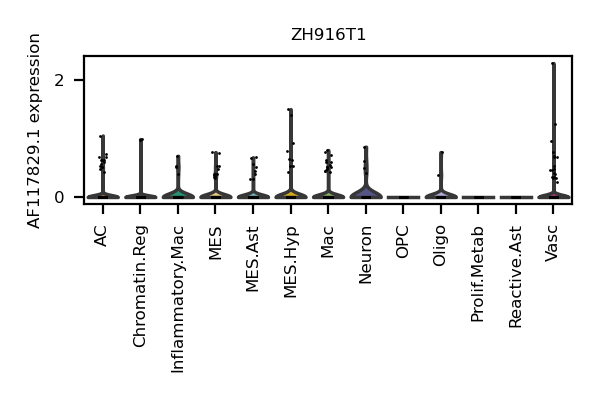 ZH916T1
AF117829.1 expression
2
0
AC
Chromatin.Reg
Inflammatory.Mac
MES
MES.Ast
MES.Hyp
Mac
Neuron
OPC
Oligo
Prolif.Metab
Reactive.Ast
Vasc